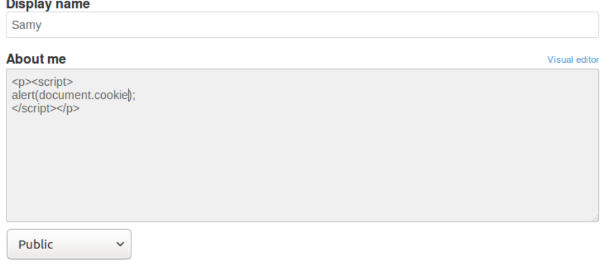 Display name
Samy
About me
Visual editor
<p><script>
alert(document.cookie);
</script></p>
Public